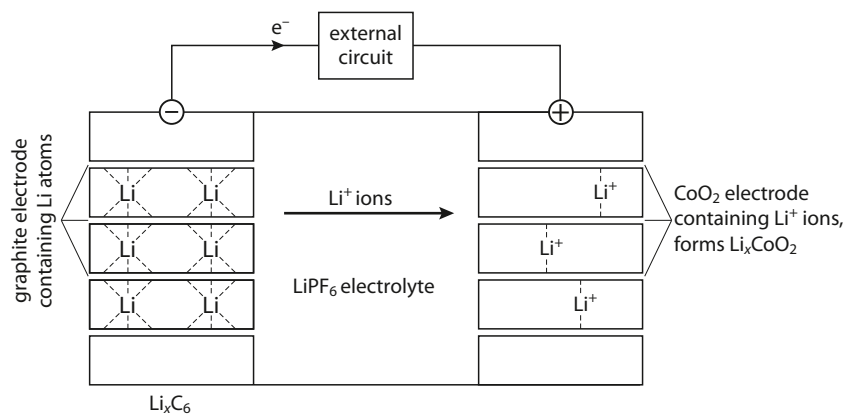 e⁻
external
circuit
−
+
graphite electrode
containing Li atoms
Li
Li
Li⁺ ions
Li⁺
CoO₂ electrode
containing Li⁺ ions,
forms LiₓCoO₂
Li
Li
Li⁺
LiPF₆ electrolyte
Li
Li
Li⁺
LiₓC₆